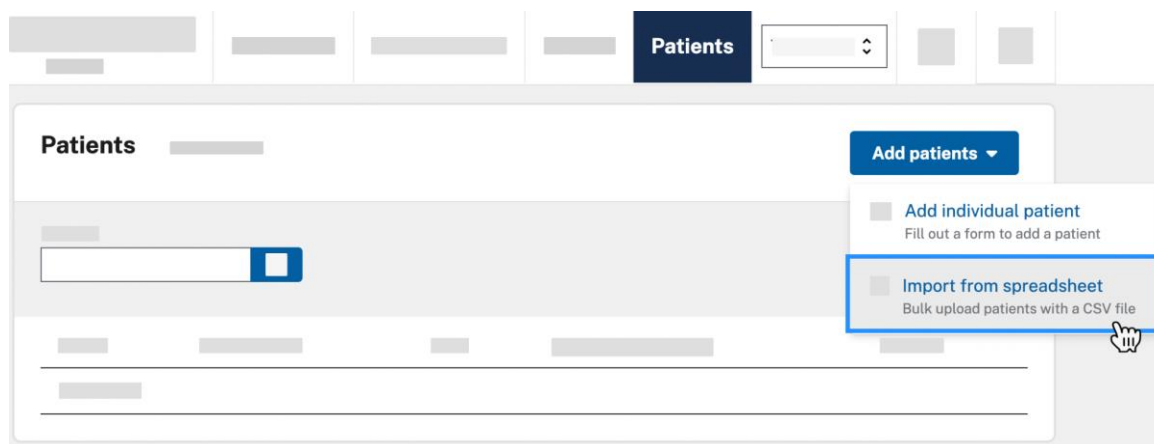 Patients
Patients
Add patients
Add individual patient
Fill out a form to add a patient
Import from spreadsheet
Bulk upload patients with a CSV file